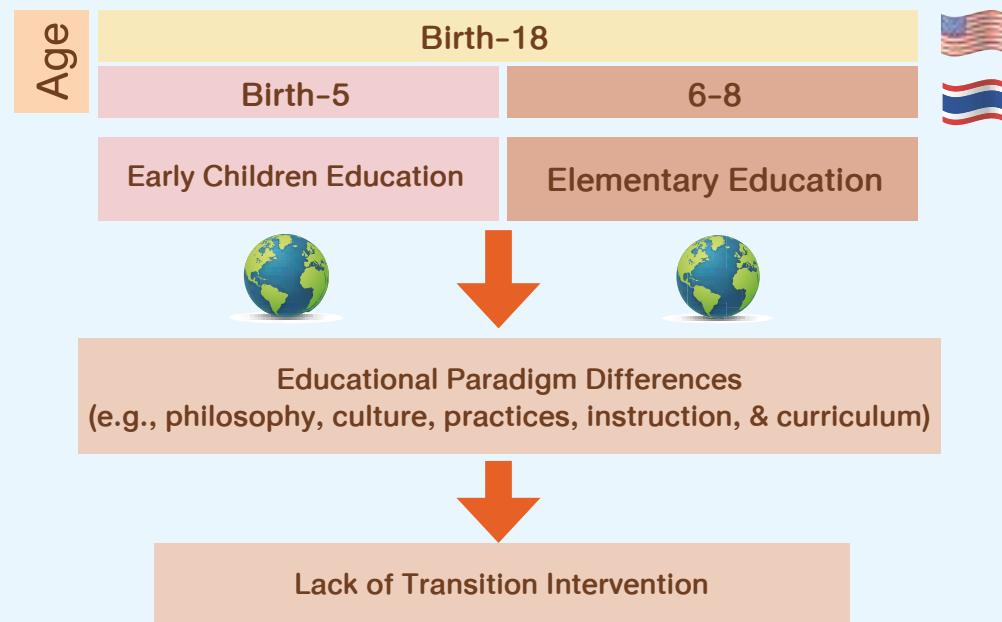 Age
Birth-18
Birth-5
6-8
Early Children Education
Elementary Education
Educational Paradigm Differences
(e.g., philosophy, culture, practices, instruction, & curriculum)
Lack of Transition Intervention